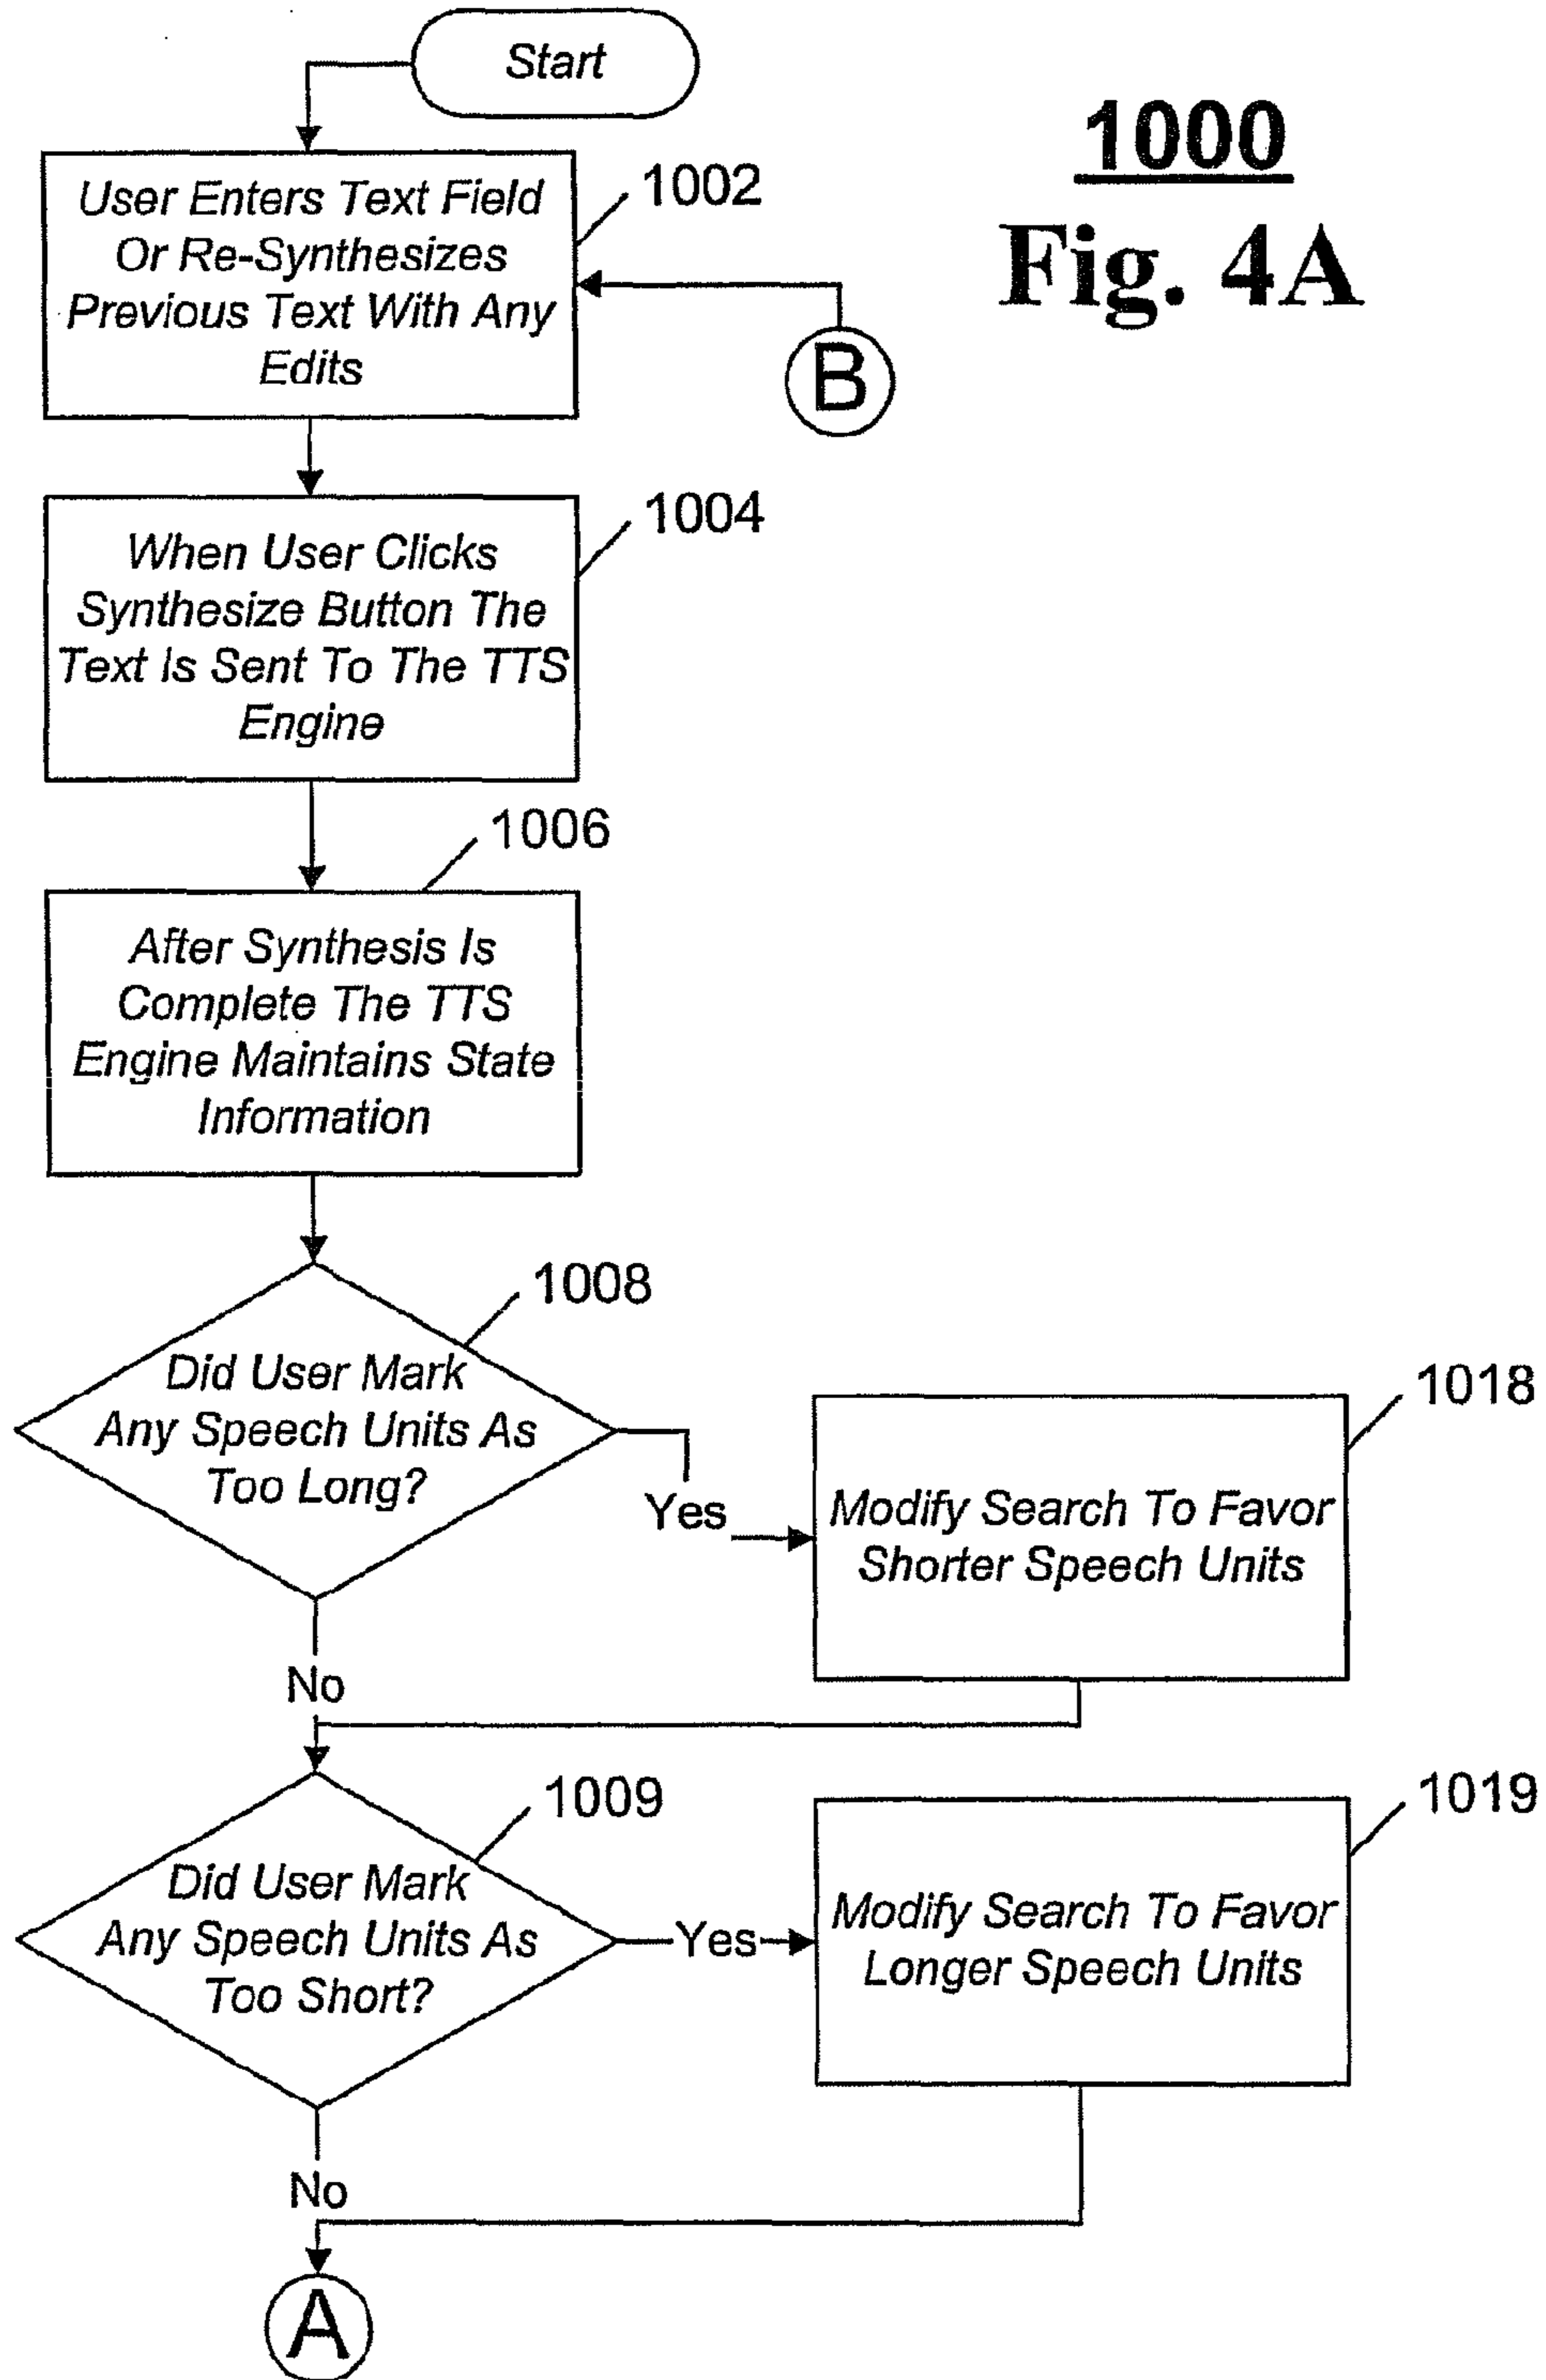 Start
1000
Fig. 4A
User Enters Text Field
Or Re-Synthesizes
Previous Text With Any
Edits
1002
B
When User Clicks
Synthesize Button The
Text Is Sent To The TTS
Engine
1004
1006
After Synthesis Is
Complete The TTS
Engine Maintains State
Information
1008
Did User Mark
Any Speech Units As
Too Long?
Yes
1018
Modify Search To Favor
Shorter Speech Units
No
1009
Did User Mark
Any Speech Units As
Too Short?
Yes
1019
Modify Search To Favor
Longer Speech Units
No
A